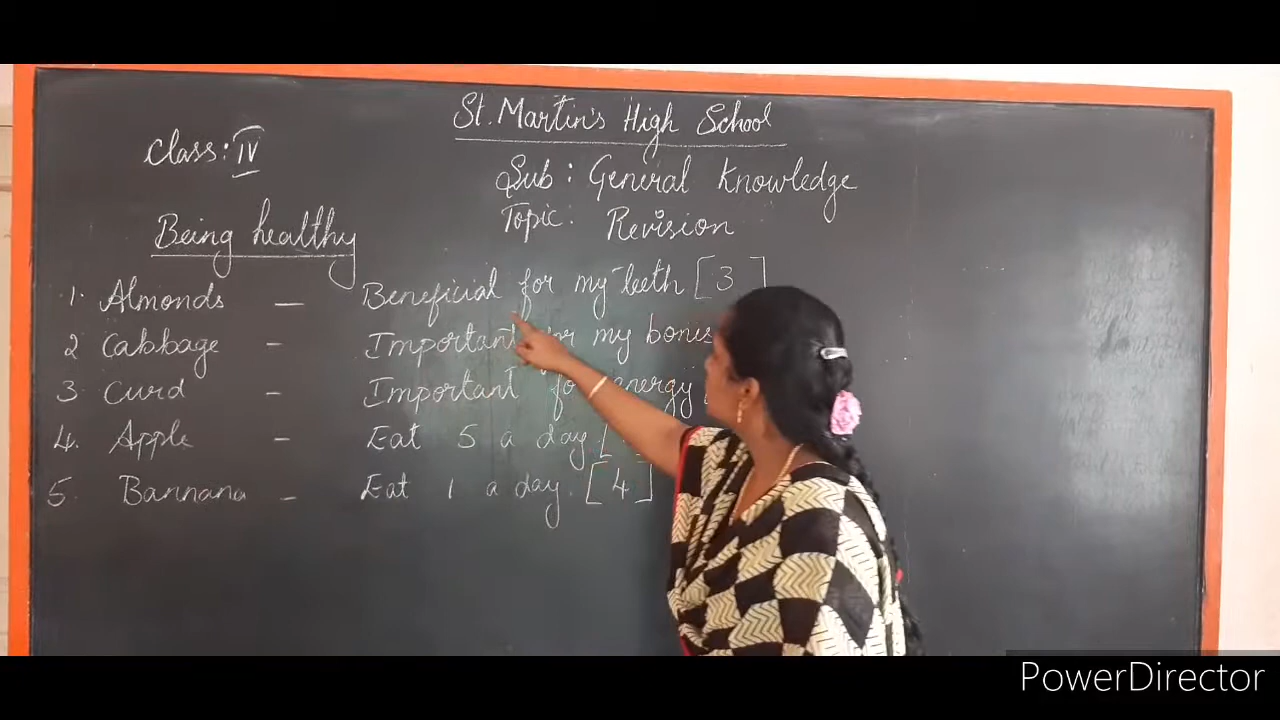 St. Martin's High School
Class: IV
Sub : General Knowledge
Topic: Revision
Being healthy
1. Almonds — Beneficial for my teeth [3]
2 Cabbage - Important for my bones
3 Curd - Important for energy
4. Apple - Eat 5 a day [
5. Bannana - Eat 1 a day. [4]
PowerDirector